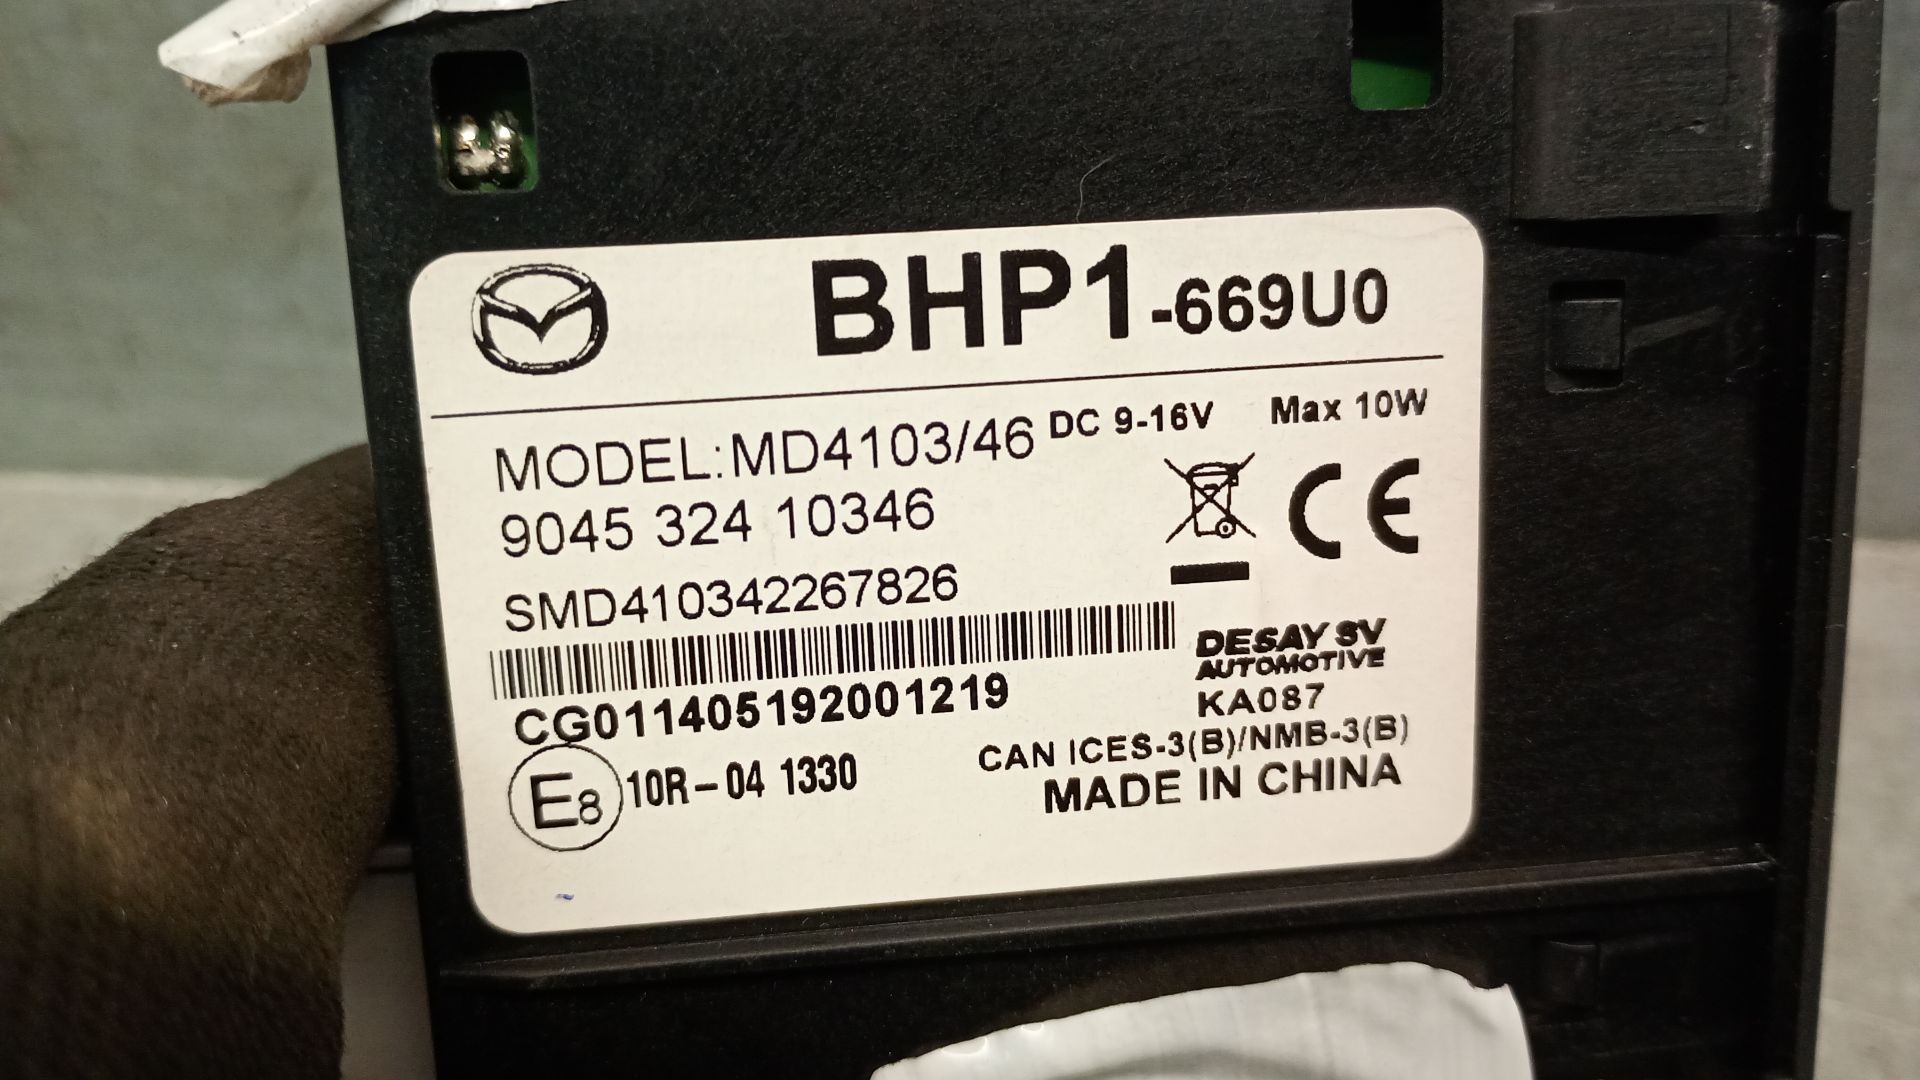 BHP1-669U0
MODEL:MD4103/46 DC 9-16V Max 10W
9045 324 10346
SMD410342267826
CE
DESAY SV
AUTOMOTIVE
CG011405192001219
KA087
CAN ICES-3(B)/NMB-3(B)
E8 10R-04 1330
MADE IN CHINA